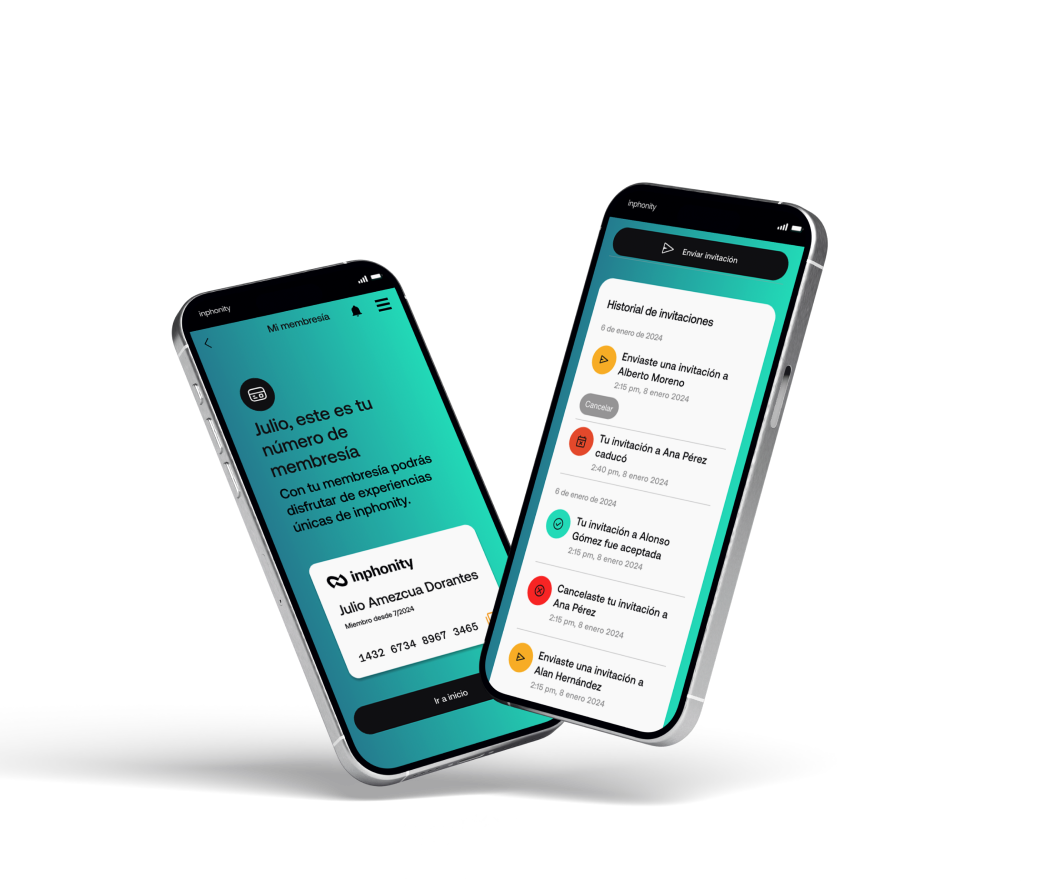 inphonity
Mi membresía
Julio, este es tu
número de
membresía
Con tu membresía podrás
disfrutar de experiencias
únicas de inphonity.
inphonity
Julio Amezcua Dorantes
Miembro desde 7/2024
1432 6734 8967 3465
Ir a inicio
inphonity
Enviar invitación
Historial de invitaciones
6 de enero de 2024
Enviaste una invitación a
Alberto Moreno
2:15 pm, 8 enero 2024
Cancelar
Tu invitación a Ana Pérez
caducó
2:40 pm, 8 enero 2024
6 de enero de 2024
Tu invitación a Alonso
Gómez fue aceptada
2:15 pm, 8 enero 2024
Cancelaste tu invitación a
Ana Pérez
2:15 pm, 8 enero 2024
Enviaste una invitación a
Alan Hernández
2:15 pm, 8 enero 2024